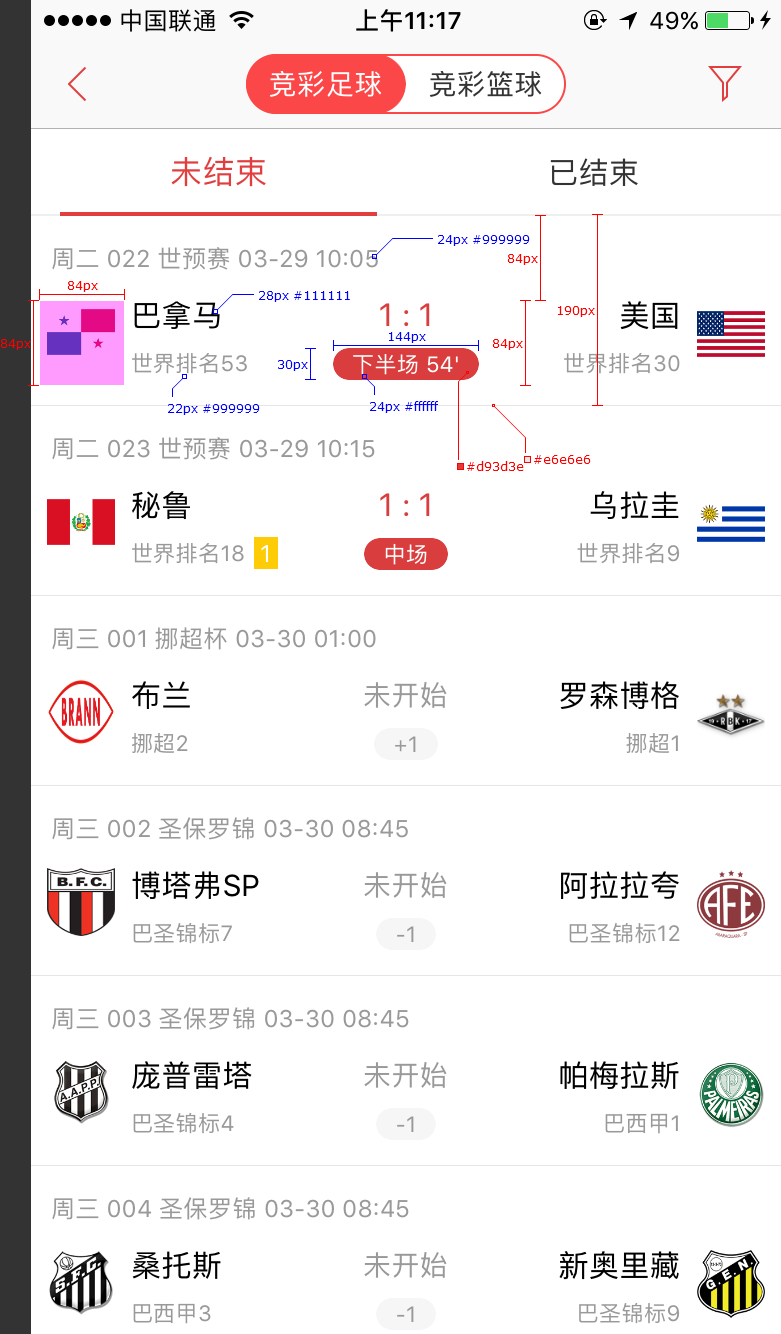 中国联通 上午11:17 49%
竞彩足球 竞彩篮球
未结束 已结束
周二 022 世预赛 03-29 10:05
24px #999999
84px
84px
28px #111111
190px
巴拿马 1:1 美国
144px
84px
84px
30px
世界排名53 下半场 54' 世界排名30
22px #999999
24px #ffffff
周二 023 世预赛 03-29 10:15
#d93d3e
#e6e6e6
秘鲁 1:1 乌拉圭
世界排名18 1 中场 世界排名9
周三 001 挪超杯 03-30 01:00
BRANN
布兰 未开始 罗森博格
RBK
挪超2 +1 挪超1
周三 002 圣保罗锦 03-30 08:45
B.F.C.
博塔弗SP 未开始 阿拉拉夸
AFE
巴圣锦标7 -1 巴圣锦标12
周三 003 圣保罗锦 03-30 08:45
庞普雷塔 未开始 帕梅拉斯
A.A.P.P.
PALMEIRAS
巴圣锦标4 -1 巴西甲1
周三 004 圣保罗锦 03-30 08:45
桑托斯 未开始 新奥里藏
S.F.C.
G.E.N.
巴西甲3 -1 巴圣锦标9